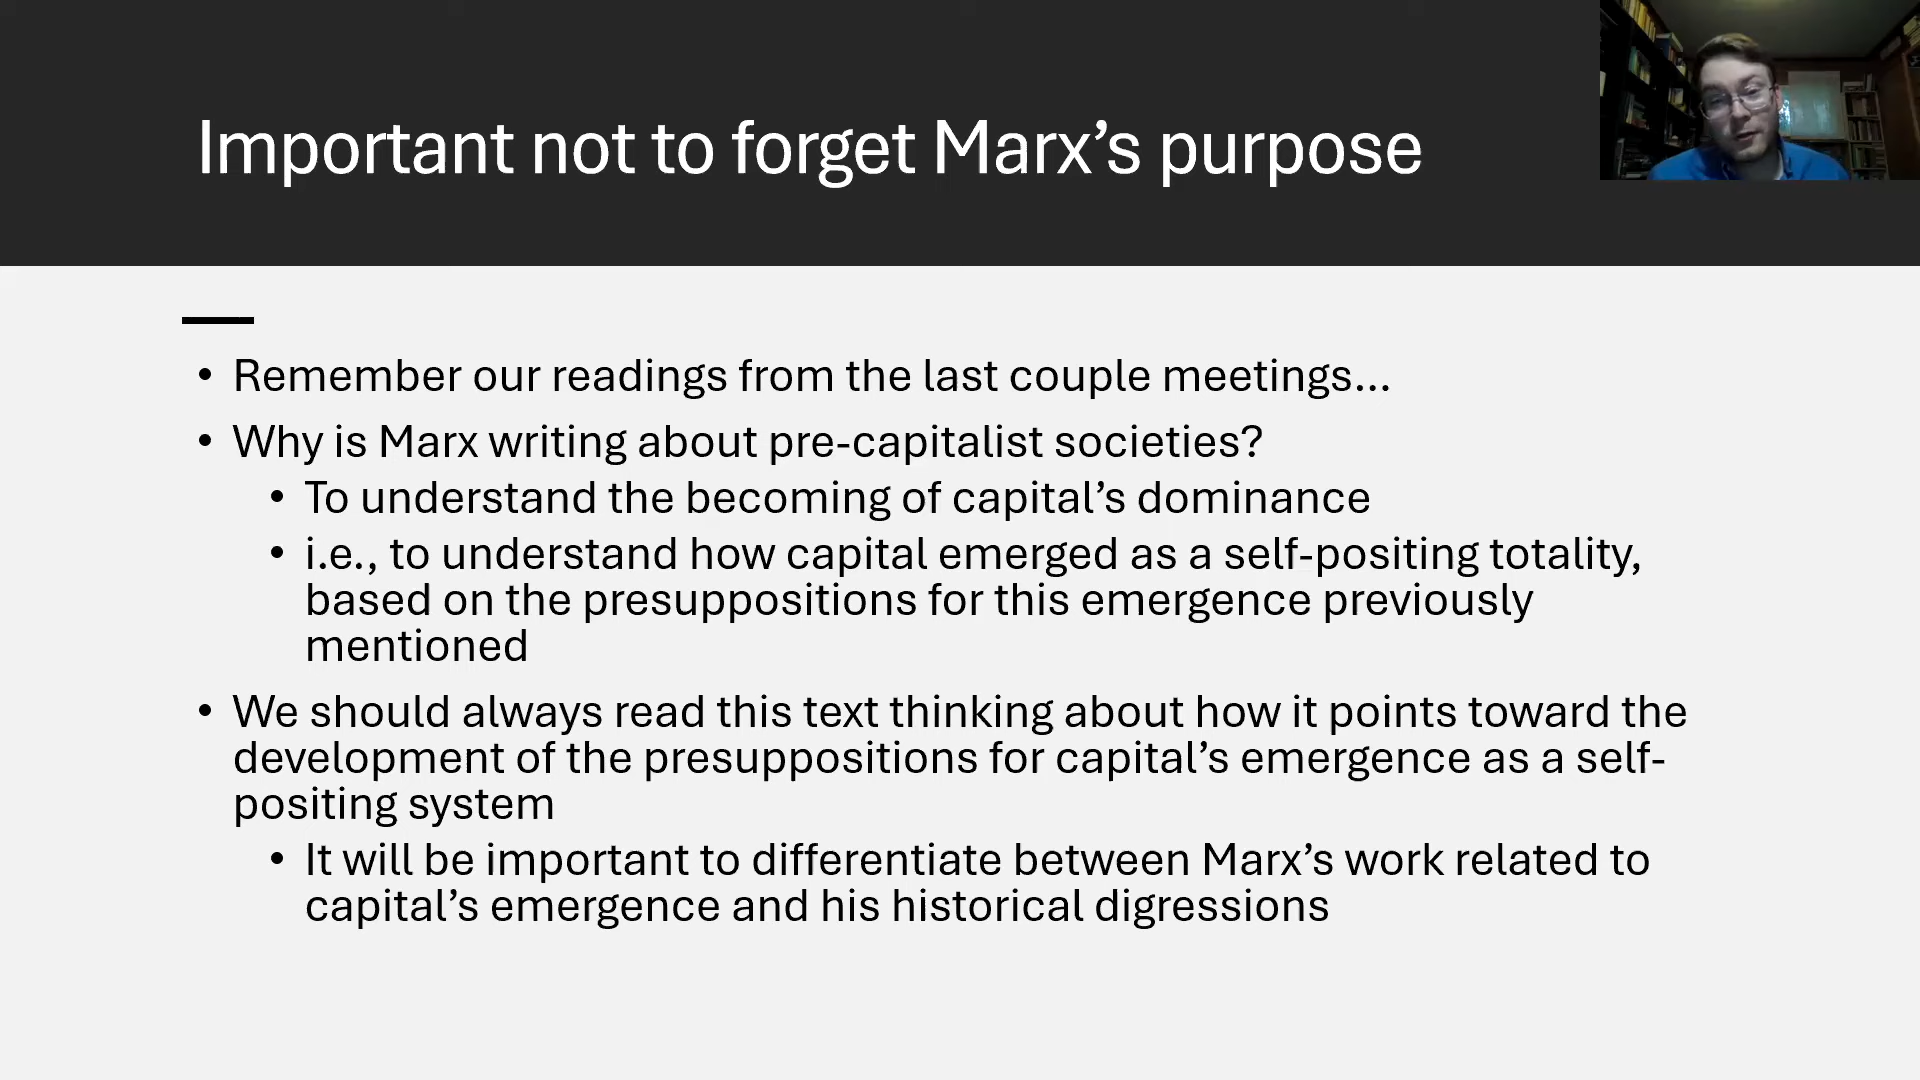 Important not to forget Marx’s purpose
• Remember our readings from the last couple meetings…
• Why is Marx writing about pre-capitalist societies?
• To understand the becoming of capital’s dominance
• i.e., to understand how capital emerged as a self-positing totality,
based on the presuppositions for this emergence previously
mentioned
• We should always read this text thinking about how it points toward the
development of the presuppositions for capital’s emergence as a self-
positing system
• It will be important to differentiate between Marx’s work related to
capital’s emergence and his historical digressions